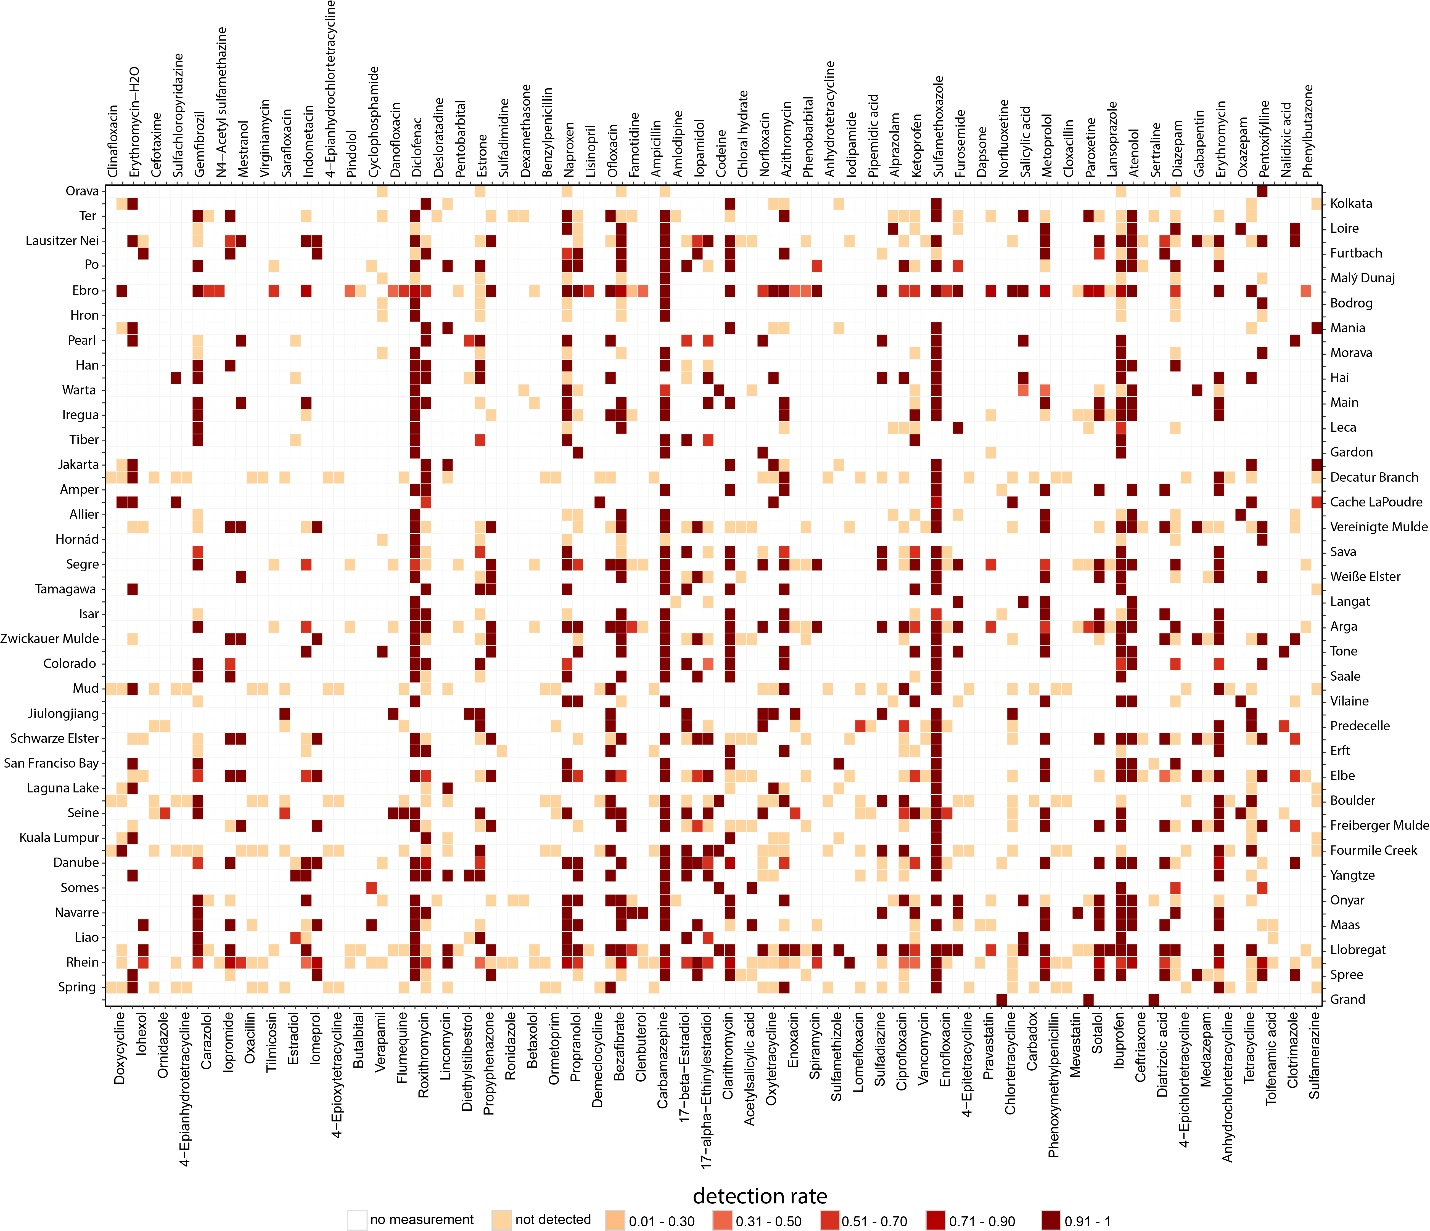 Clinafloxacin
Erythromycin−H2O
Cefotaxime
Sulfachloropyridazine
Gemfibrozil
N4−Acetyl sulfamethazine
Mestranol
Virginiamycin
Sarafloxacin
Indometacin
4−Epianhydrochlortetracycline
Pindolol
Cyclophosphamide
Danofloxacin
Diclofenac
Desloratadine
Pentobarbital
Estrone
Sulfadimidine
Dexamethasone
Benzylpenicillin
Naproxen
Lisinopril
Ofloxacin
Famotidine
Ampicillin
Amlodipine
Iopamidol
Codeine
Chloral hydrate
Norfloxacin
Azithromycin
Phenobarbital
Anhydrotetracycline
Iodipamide
Pipemidic acid
Alprazolam
Ketoprofen
Sulfamethoxazole
Furosemide
Dapsone
Norfluoxetine
Salicylic acid
Metoprolol
Cloxacillin
Paroxetine
Lansoprazole
Atenolol
Sertraline
Diazepam
Gabapentin
Erythromycin
Oxazepam
Pentoxifylline
Nalidixic acid
Phenylbutazone
Orava
Kolkata
Ter
Loire
Lausitzer Nei
Furtbach
Po
Malý Dunaj
Ebro
Bodrog
Hron
Mania
Pearl
Morava
Han
Hai
Warta
Main
Iregua
Leca
Tiber
Gardon
Jakarta
Decatur Branch
Amper
Cache LaPoudre
Allier
Vereinigte Mulde
Hornád
Sava
Segre
Weiße Elster
Tamagawa
Langat
Isar
Arga
Zwickauer Mulde
Tone
Colorado
Saale
Mud
Vilaine
Jiulongjiang
Predecelle
Schwarze Elster
Erft
San Franciso Bay
Elbe
Laguna Lake
Boulder
Seine
Freiberger Mulde
Kuala Lumpur
Fourmile Creek
Danube
Yangtze
Somes
Onyar
Navarre
Maas
Liao
Llobregat
Rhein
Spree
Spring
Grand
Doxycycline
Iohexol
Ornidazole
4−Epianhydrotetracycline
Carazolol
Iopromide
Oxacillin
Tilmicosin
Estradiol
Iomeprol
4−Epioxytetracycline
Butalbital
Verapamil
Flumequine
Roxithromycin
Lincomycin
Diethylstilbestrol
Propyphenazone
Ronidazole
Betaxolol
Ormetoprim
Propranolol
Demeclocycline
Bezafibrate
Clenbuterol
Carbamazepine
17−beta−Estradiol
17−alpha−Ethinylestradiol
Clarithromycin
Acetylsalicylic acid
Oxytetracycline
Enoxacin
Spiramycin
Sulfamethizole
Lomefloxacin
Sulfadiazine
Ciprofloxacin
Vancomycin
Enrofloxacin
4−Epitetracycline
Pravastatin
Chlortetracycline
Carbadox
Phenoxymethylpenicillin
Mevastatin
Sotalol
Ibuprofen
Ceftriaxone
Diatrizoic acid
4−Epichlortetracycline
Medazepam
Anhydrochlortetracycline
Tetracycline
Tolfenamic acid
Clotrimazole
Sulfamerazine
detection rate
no measurement
not detected
0.01 - 0.30
0.31 - 0.50
0.51 - 0.70
0.71 - 0.90
0.91 - 1